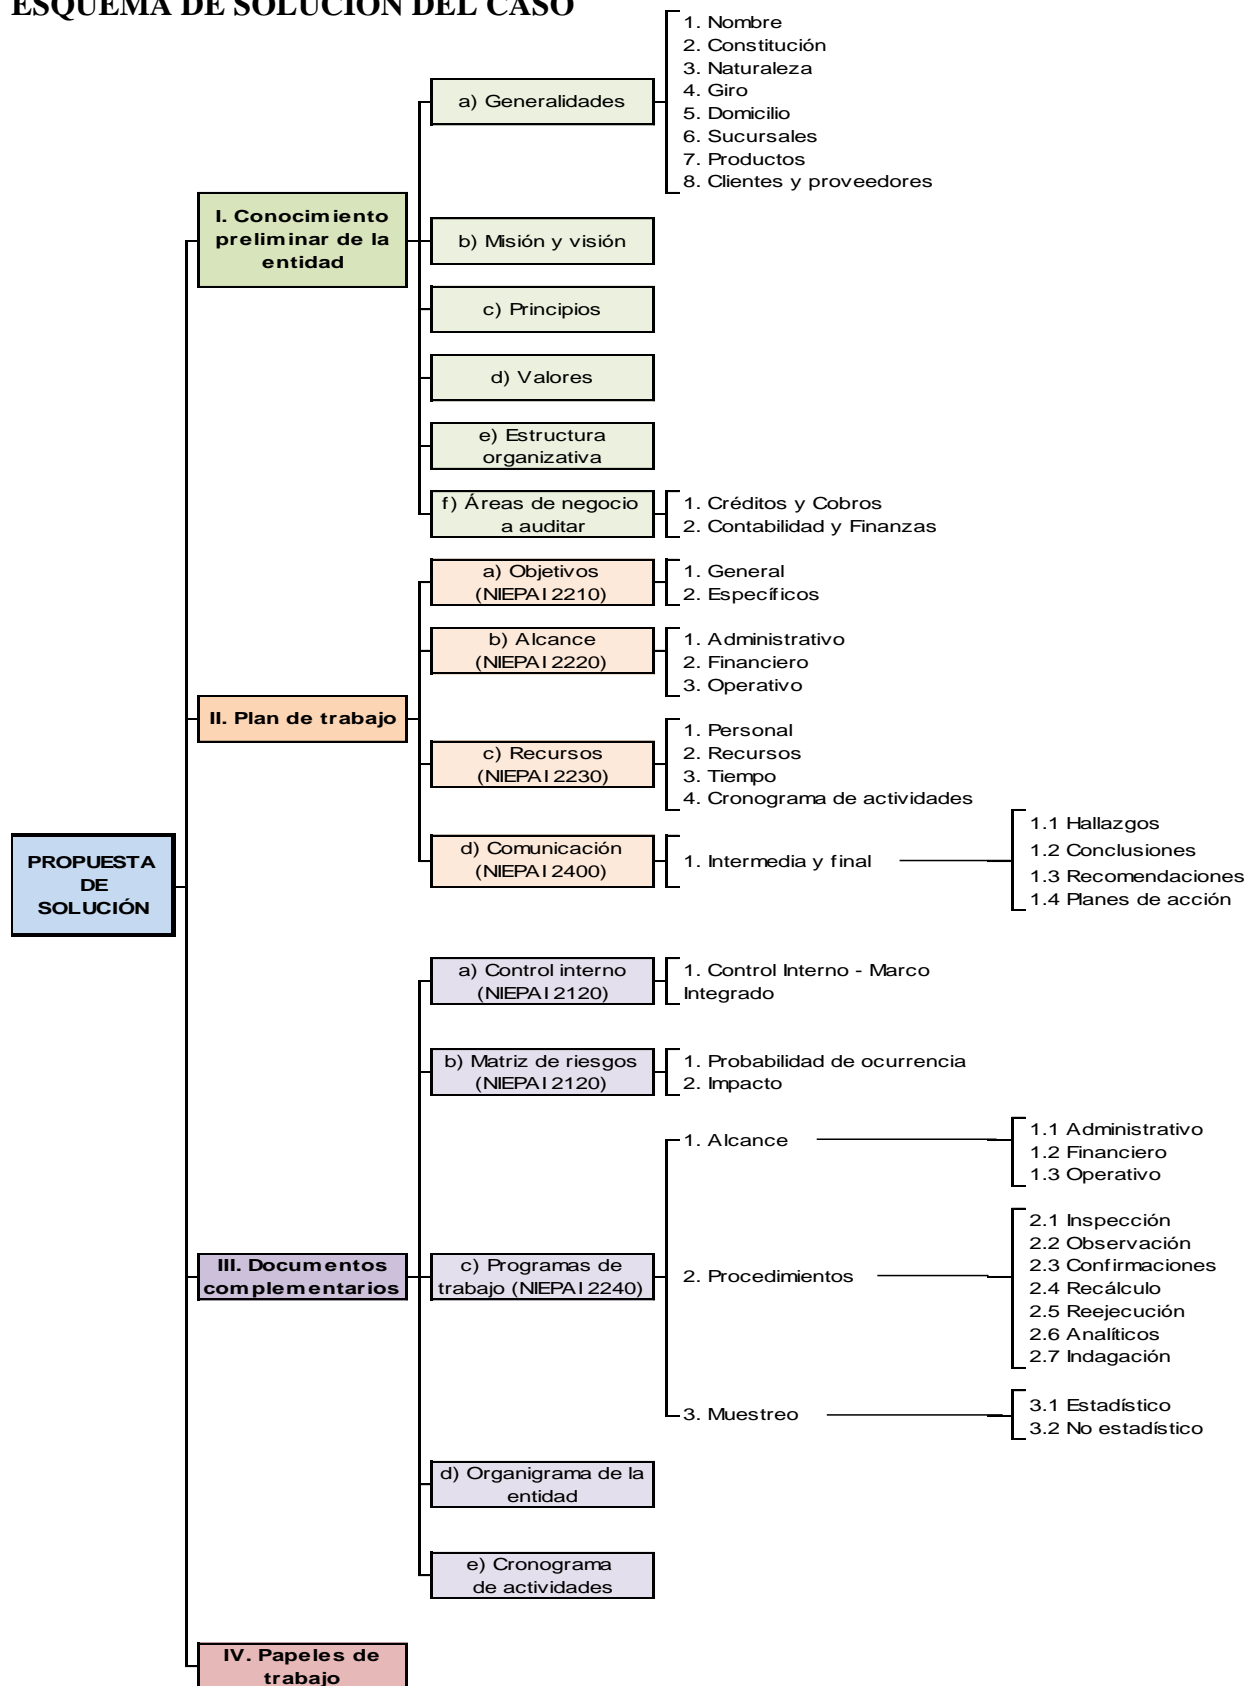 ESQUEMA DE SOLUCIÓN DEL CASO
1. Nombre
2. Constitución
3. Naturaleza
4. Giro
5. Domicilio
6. Sucursales
7. Productos
8. Clientes y proveedores
a) Generalidades
I. Conocimiento
preliminar de la
entidad
b) Misión y visión
c) Principios
d) Valores
e) Estructura
organizativa
f) Áreas de negocio
a auditar
1. Créditos y Cobros
2. Contabilidad y Finanzas
a) Objetivos
(NIEPAI 2210)
1. General
2. Específicos
b) Alcance
(NIEPAI 2220)
1. Administrativo
2. Financiero
3. Operativo
II. Plan de trabajo
c) Recursos
(NIEPAI 2230)
1. Personal
2. Recursos
3. Tiempo
4. Cronograma de actividades
d) Comunicación
(NIEPAI 2400)
1. Intermedia y final
1.1 Hallazgos
1.2 Conclusiones
1.3 Recomendaciones
1.4 Planes de acción
PROPUESTA
DE
SOLUCIÓN
a) Control interno
(NIEPAI 2120)
1. Control Interno - Marco
Integrado
b) Matriz de riesgos
(NIEPAI 2120)
1. Probabilidad de ocurrencia
2. Impacto
1. Alcance
1.1 Administrativo
1.2 Financiero
1.3 Operativo
III. Documentos
complementarios
c) Programas de
trabajo (NIEPAI 2240)
2. Procedimientos
2.1 Inspección
2.2 Observación
2.3 Confirmaciones
2.4 Recálculo
2.5 Reejecución
2.6 Analíticos
2.7 Indagación
3. Muestreo
3.1 Estadístico
3.2 No estadístico
d) Organigrama de la
entidad
e) Cronograma
de actividades
IV. Papeles de
trabajo